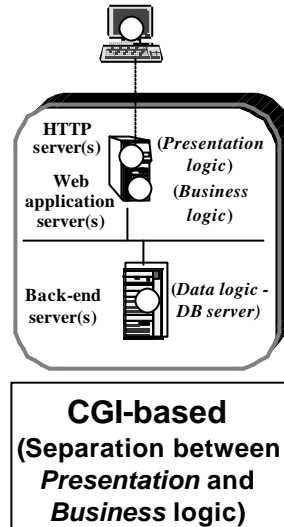 HTTP
server(s)
(Presentation
logic)
Web
application
server(s)
(Business
logic)
Back-end
server(s)
(Data logic -
DB server)
CGI-based
(Separation between
Presentation and
Business logic)